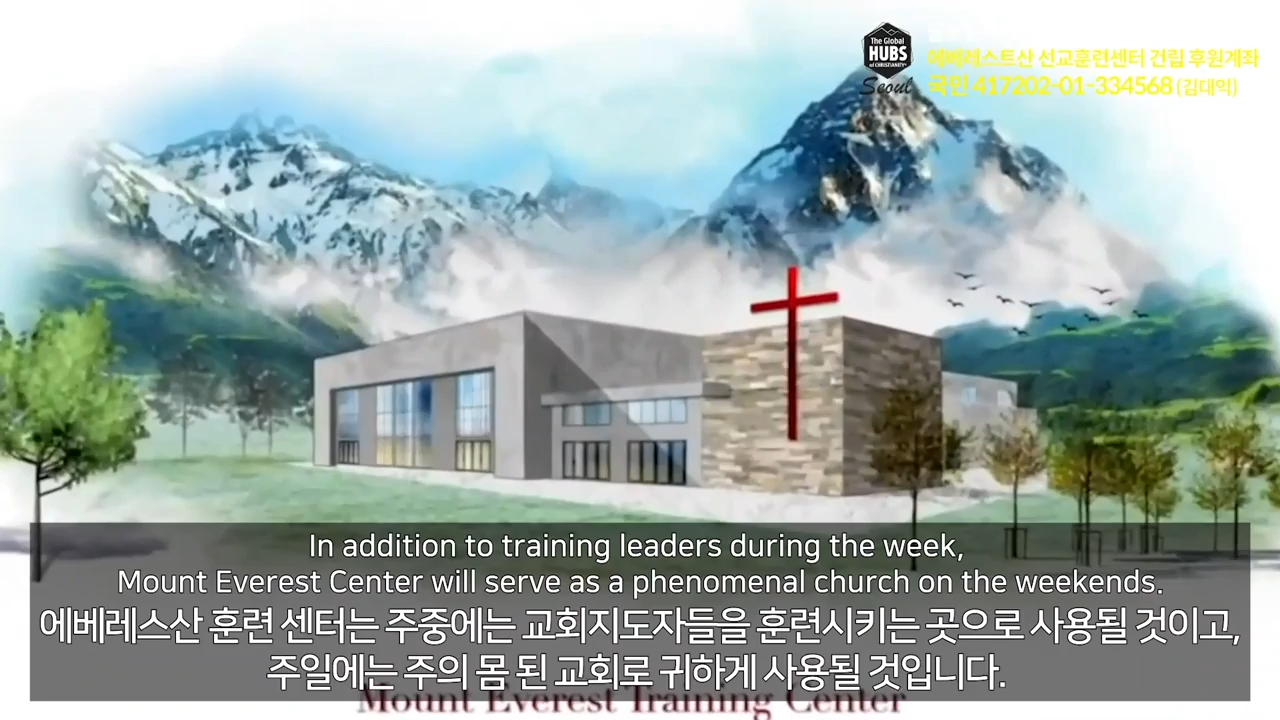 The Global
HUBS
of CHRISTIANITY
Seoul
에베레스트산 선교훈련센터 건립 후원계좌
국민 417202-01-334568 (김대억)
In addition to training leaders during the week,
Mount Everest Center will serve as a phenomenal church on the weekends.
에베레스산 훈련 센터는 주중에는 교회지도자들을 훈련시키는 곳으로 사용될 것이고,
주일에는 주의 몸 된 교회로 귀하게 사용될 것입니다.
Mount Everest Training Center